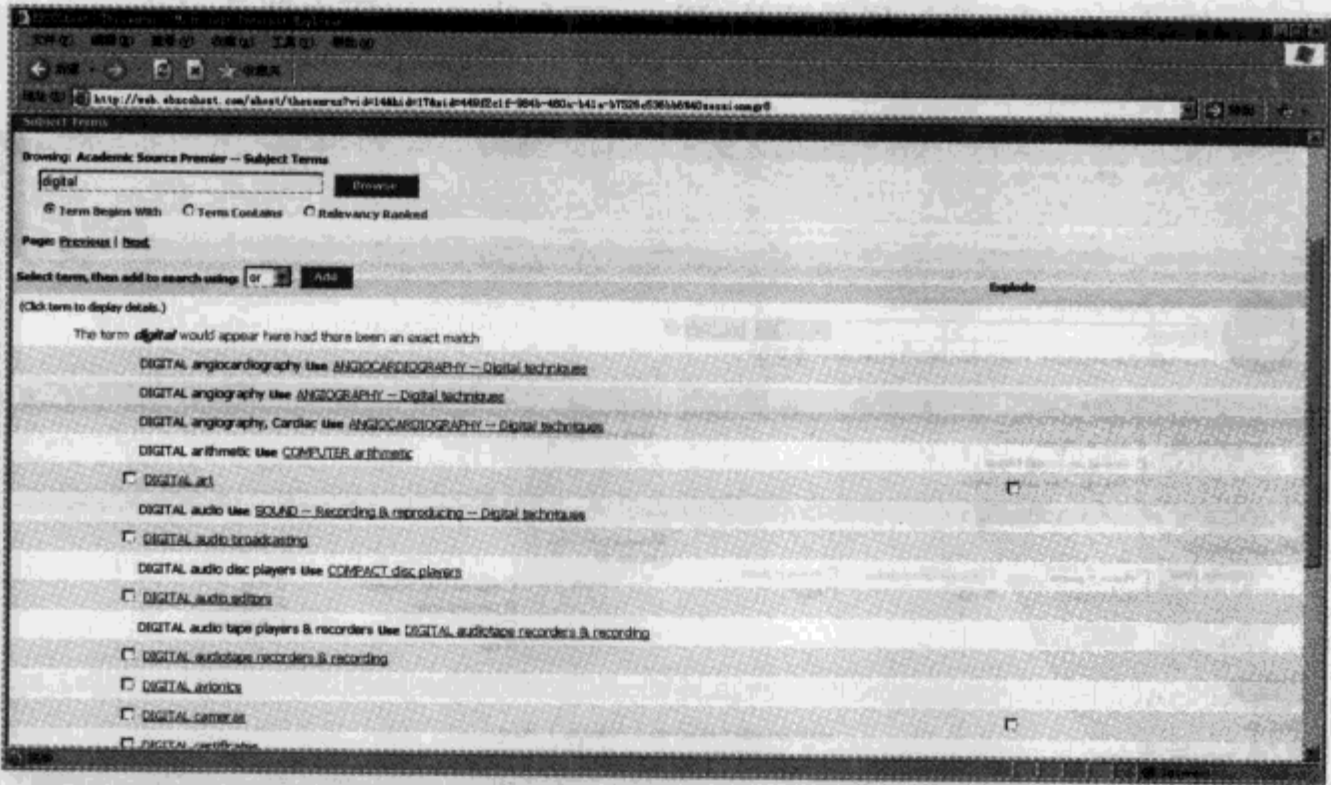 Subject Terms
Browsing: Academic Source Premier -- Subject Terms
digital Browse
Term Begins With Term Contains Relevancy Ranked
Page: Previous | Next
Select term, then add to search using: or Add
Explode
(Click term to display details.)
The term digital would appear here had there been an exact match
DIGITAL angiocardiography Use ANGIOCARDIOGRAPHY -- Digital techniques
DIGITAL angiography Use ANGIOGRAPHY -- Digital techniques
DIGITAL angiography, Cardiac Use ANGIOCARDIOGRAPHY -- Digital techniques
DIGITAL arithmetic Use COMPUTER arithmetic
DIGITAL art
DIGITAL audio Use SOUND -- Recording & reproducing -- Digital techniques
DIGITAL audio broadcasting
DIGITAL audio disc players Use COMPACT disc players
DIGITAL audio editors
DIGITAL audio tape players & recorders Use DIGITAL audiotape recorders & recording
DIGITAL audiotape recorders & recording
DIGITAL avionics
DIGITAL cameras
DIGITAL certificates